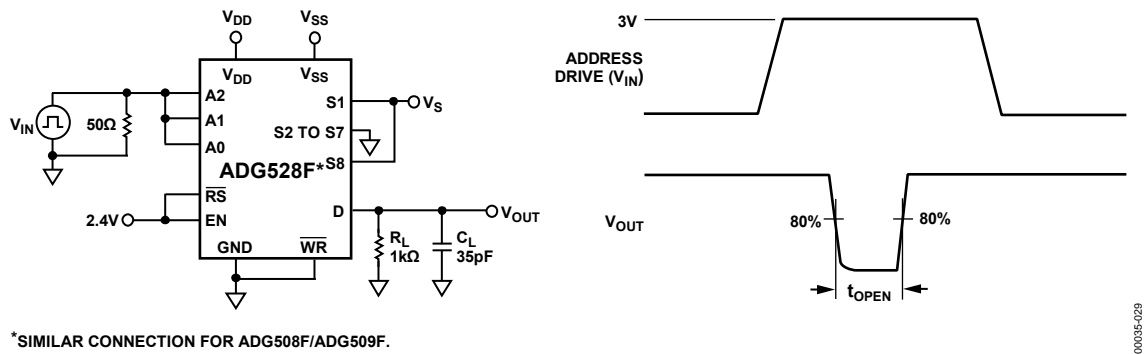 VDD
VSS
VDD
VSS
A2
A1
A0
VIN
50Ω
S1
VS
S2 TO S7
S8
ADG528F*
RS
2.4V
EN
D
VOUT
GND
WR
RL
1kΩ
CL
35pF
*SIMILAR CONNECTION FOR ADG508F/ADG509F.
3V
ADDRESS
DRIVE (VIN)
VOUT
80%
80%
tOPEN
00035-029